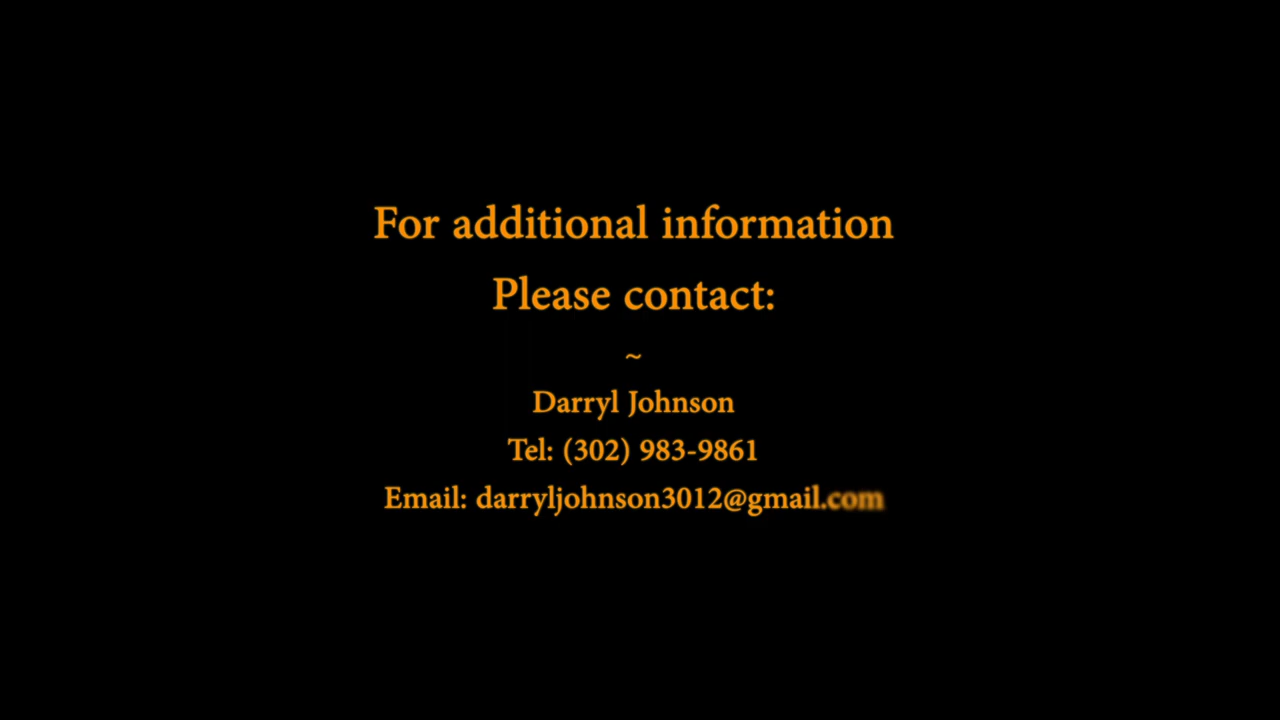 For additional information
Please contact:
~
Darryl Johnson
Tel: (302) 983-9861
Email: darryljohnson3012@gmail.com